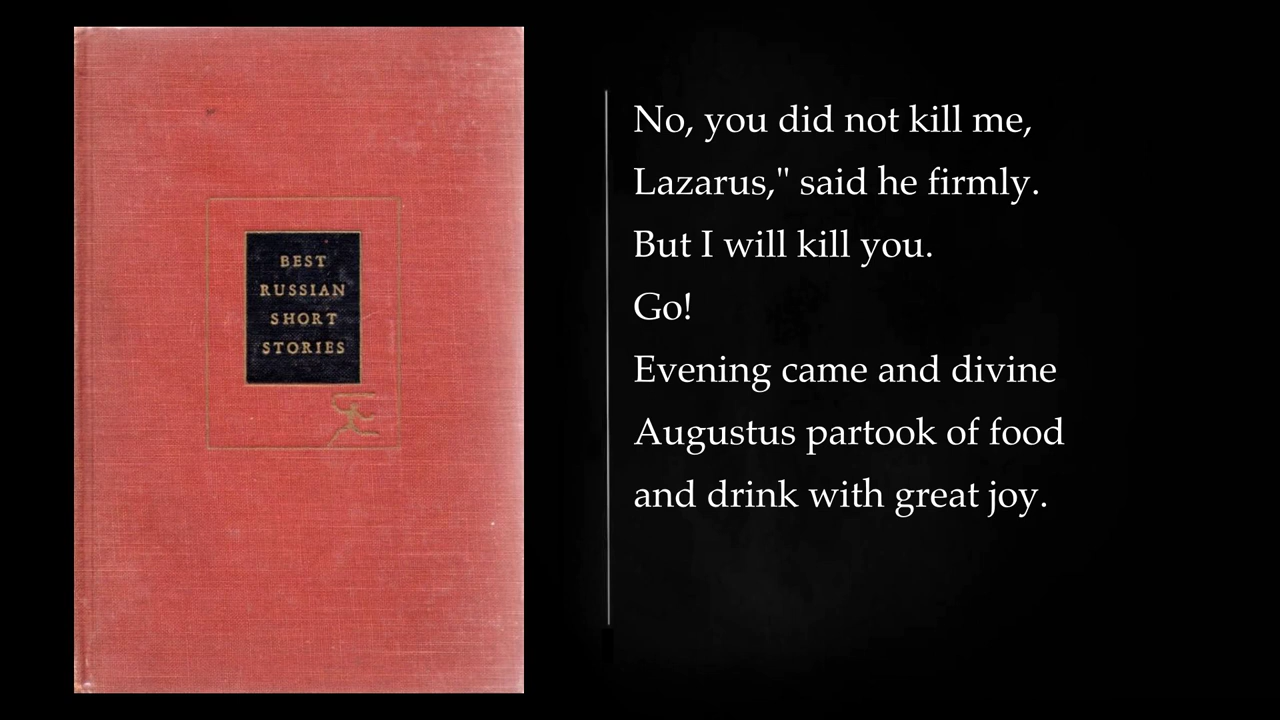 BEST
RUSSIAN
SHORT
STORIES
No, you did not kill me,
Lazarus," said he firmly.
But I will kill you.
Go!
Evening came and divine
Augustus partook of food
and drink with great joy.